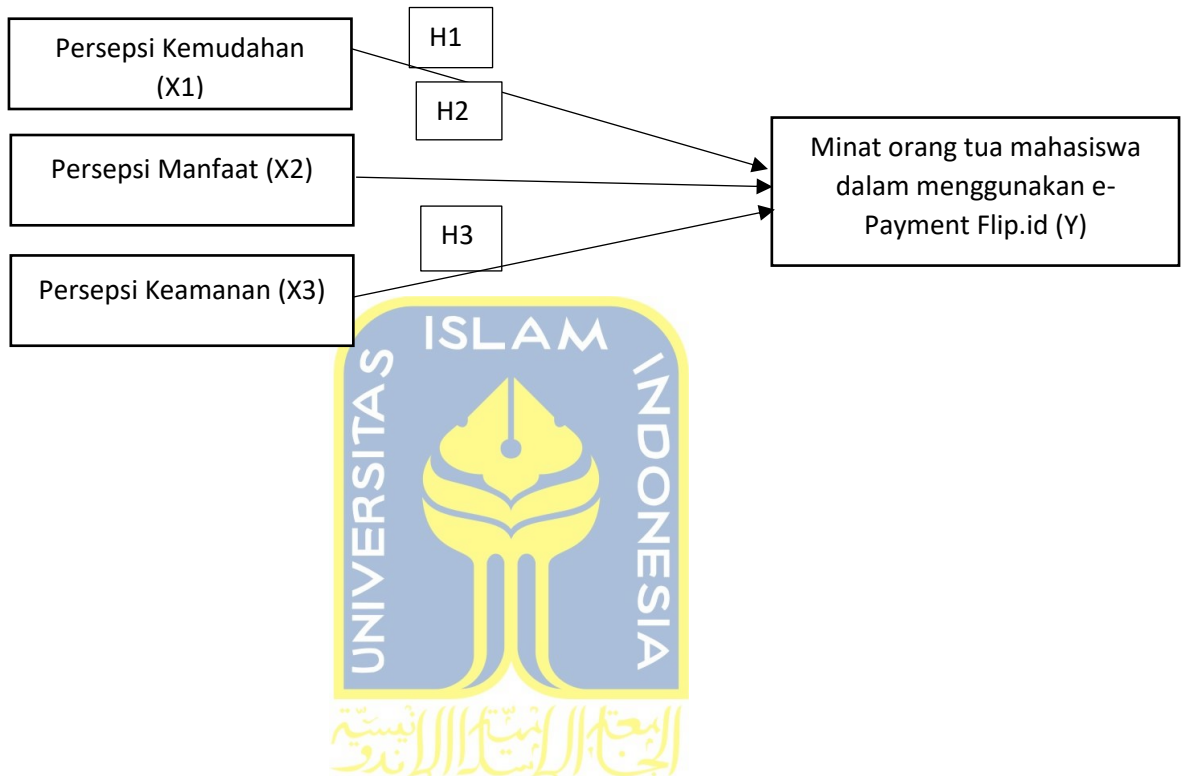 Persepsi Kemudahan
(X1)
H1
H2
Persepsi Manfaat (X2)
H3
Persepsi Keamanan (X3)
Minat orang tua mahasiswa
dalam menggunakan e-
Payment Flip.id (Y)
UNIVERSITAS
ISLAM
INDONESIA